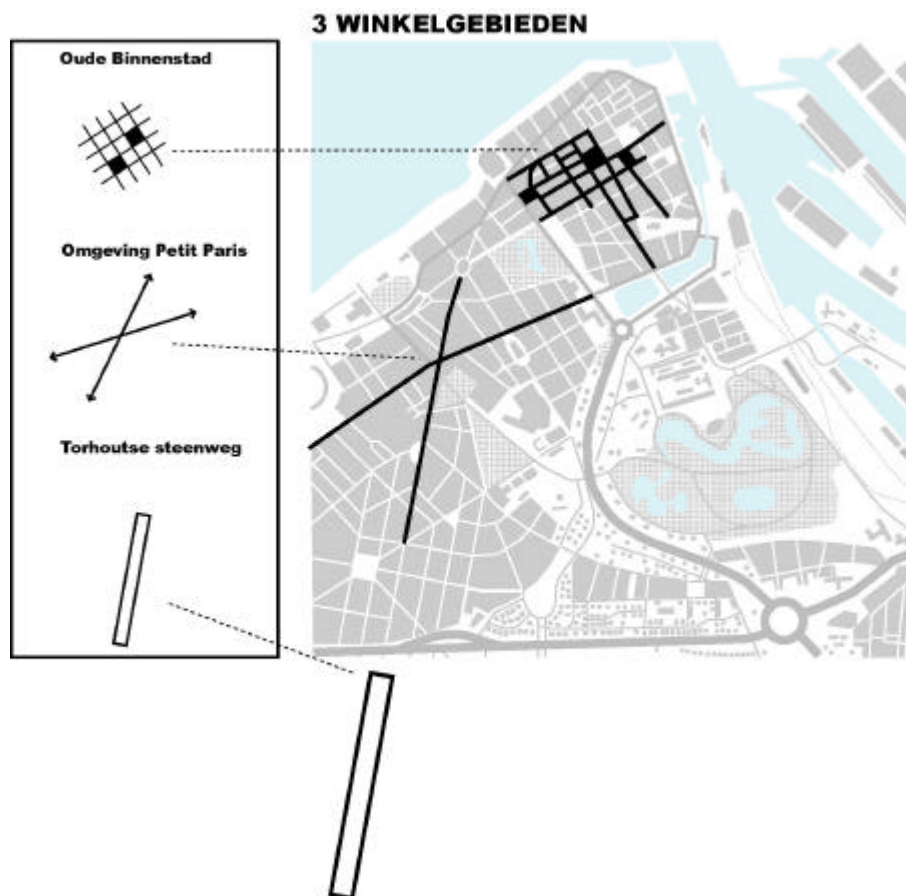 3 WINKELGEBIEDEN
Oude Binnenstad
Omgeving Petit Paris
Torhoutse steenweg